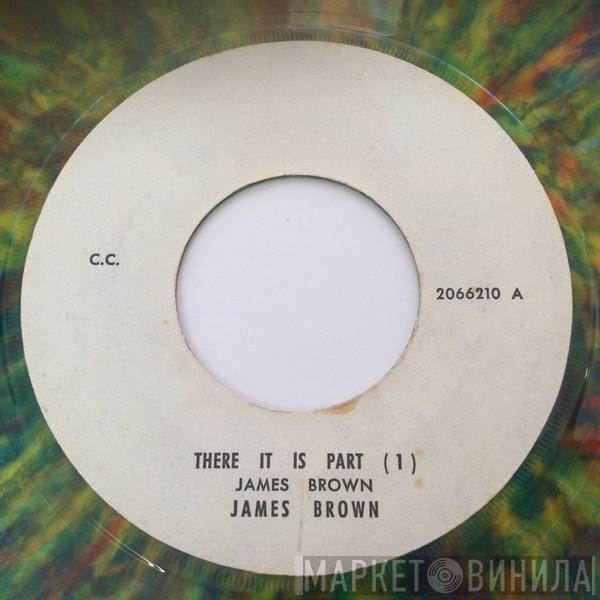 C.C.
2066210 A
THERE IT IS PART (1)
JAMES BROWN
JAMES BROWN
МАРКЕТ ВИНИЛА